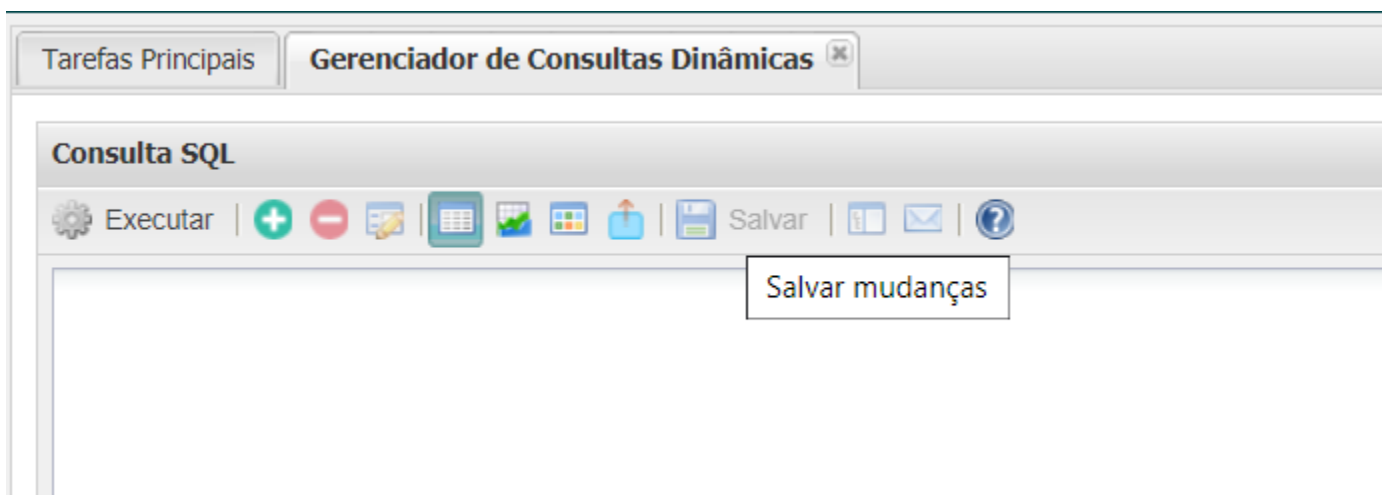 Tarefas Principais
Gerenciador de Consultas Dinâmicas
Consulta SQL
Executar
Salvar
Salvar mudanças